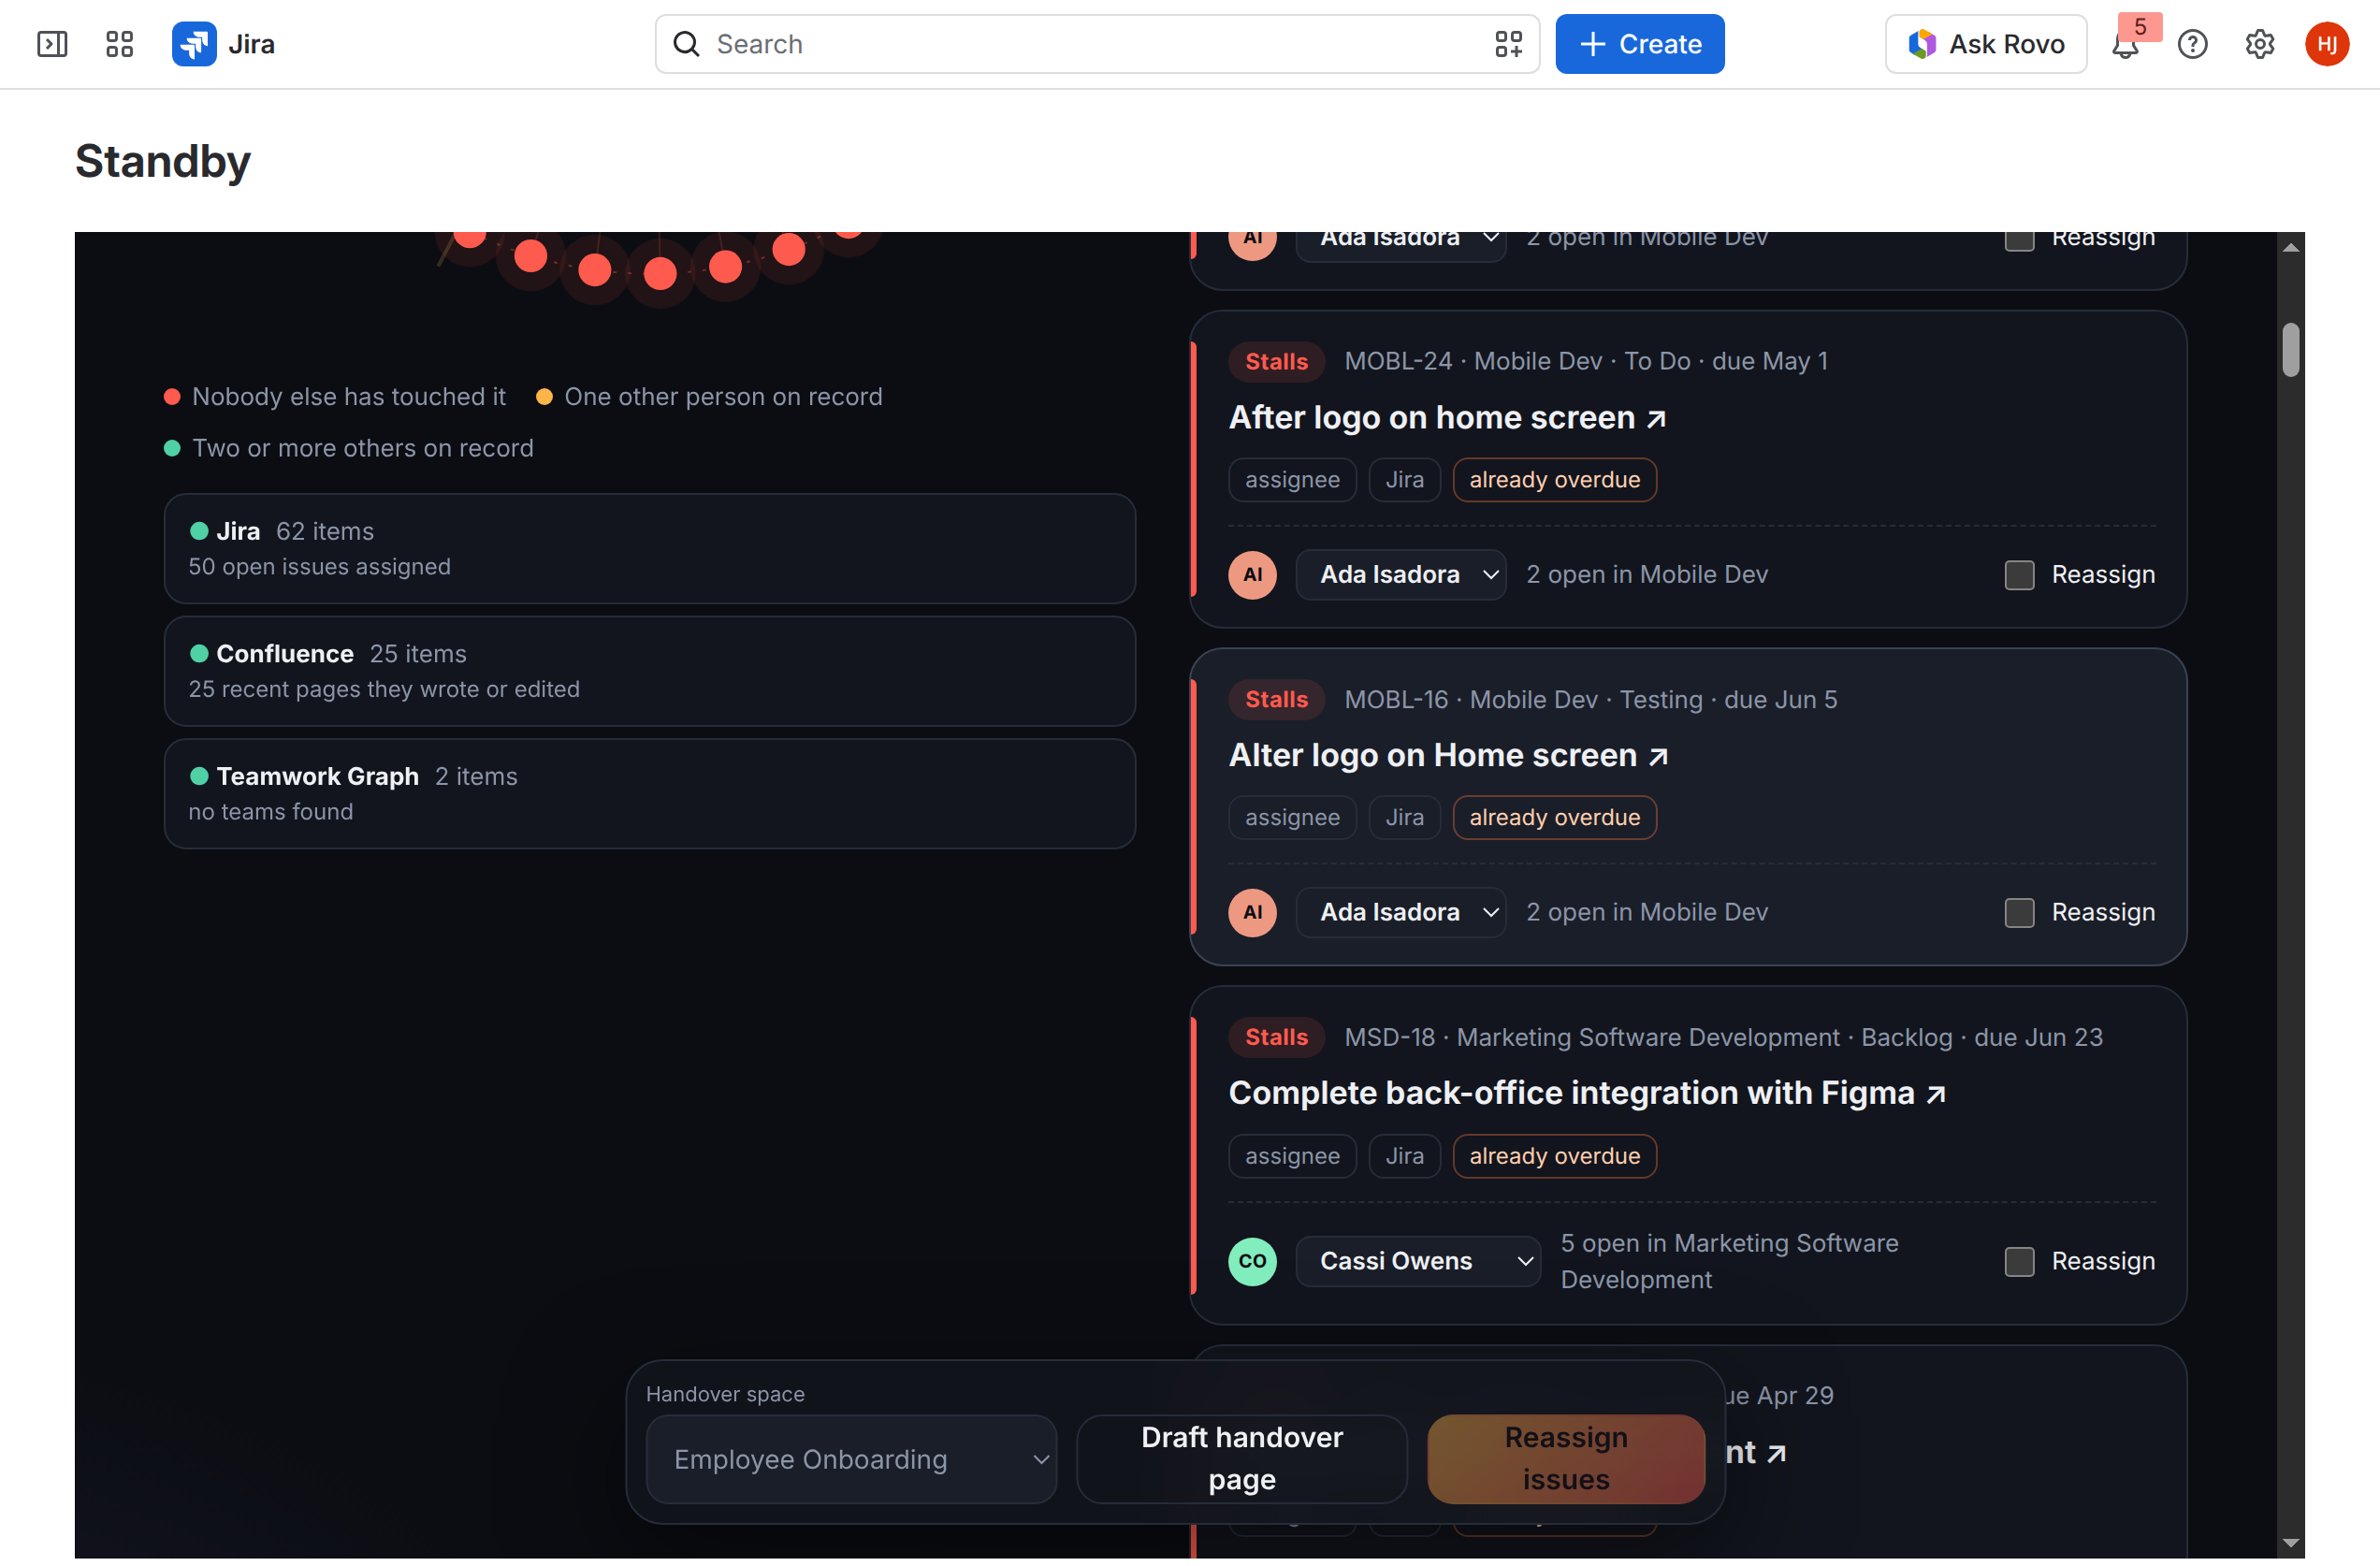 Jira
Search
Create
Ask Rovo
5
HJ
Standby
Nobody else has touched it
One other person on record
Two or more others on record
Jira 62 items
50 open issues assigned
Confluence 25 items
25 recent pages they wrote or edited
Teamwork Graph 2 items
no teams found
AI Ada Isadora 2 open in Mobile Dev Reassign
Stalls MOBL-24 · Mobile Dev · To Do · due May 1
After logo on home screen ↗
assignee Jira already overdue
AI Ada Isadora 2 open in Mobile Dev Reassign
Stalls MOBL-16 · Mobile Dev · Testing · due Jun 5
Alter logo on Home screen ↗
assignee Jira already overdue
AI Ada Isadora 2 open in Mobile Dev Reassign
Stalls MSD-18 · Marketing Software Development · Backlog · due Jun 23
Complete back-office integration with Figma ↗
assignee Jira already overdue
CO Cassi Owens 5 open in Marketing Software
Development
Reassign
Apr 29
Handover space
Employee Onboarding
Draft handover
page
Reassign
issues